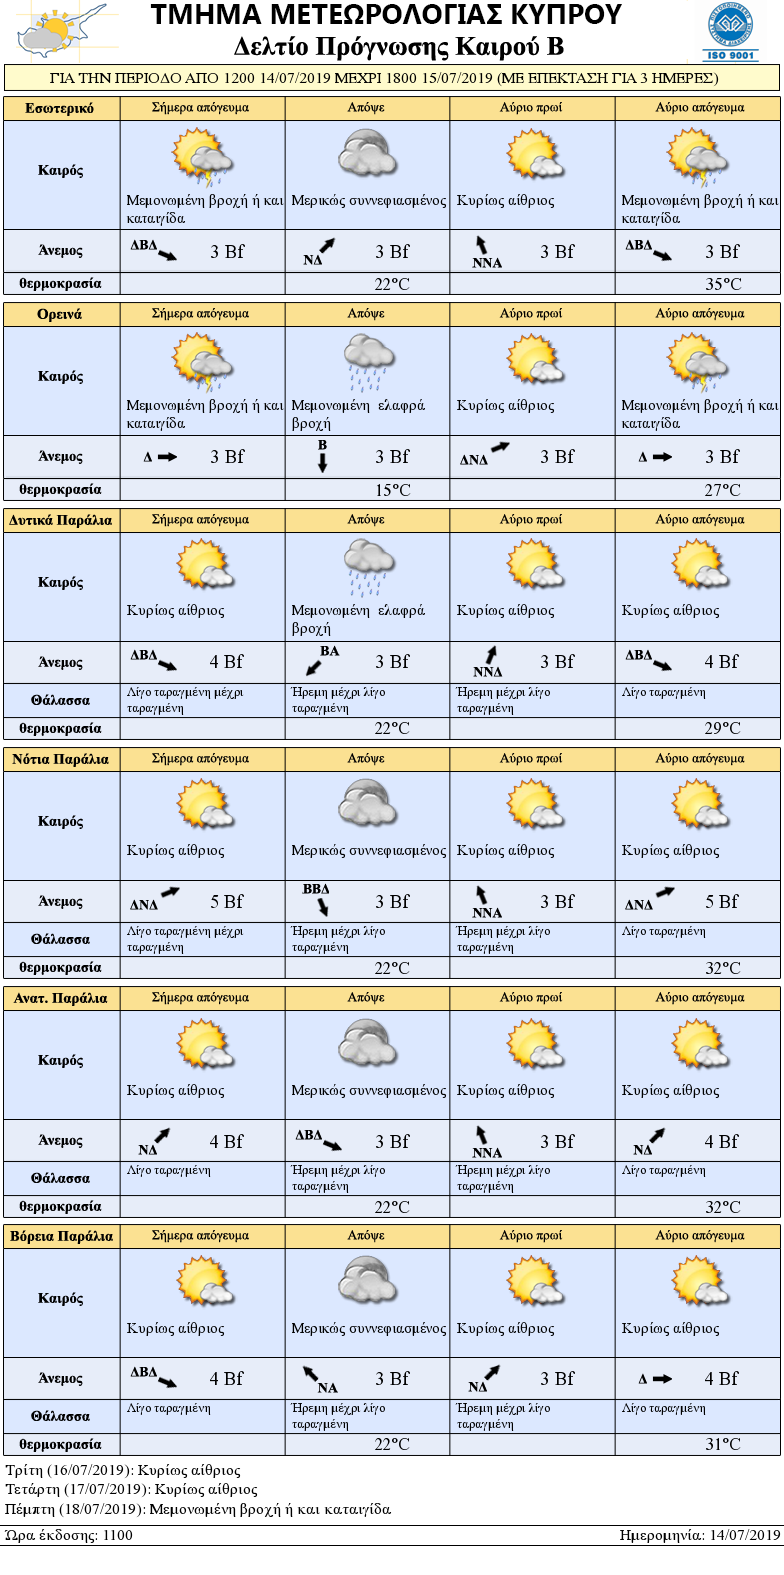 ΤΜΗΜΑ ΜΕΤΕΩΡΟΛΟΓΙΑΣ ΚΥΠΡΟΥ
Δελτίο Πρόγνωσης Καιρού Β
ISO 9001
ΓΙΑ ΤΗΝ ΠΕΡΙΟΔΟ ΑΠΟ 1200 14/07/2019 ΜΕΧΡΙ 1800 15/07/2019 (ΜΕ ΕΠΕΚΤΑΣΗ ΓΙΑ 3 ΗΜΕΡΕΣ)
Εσωτερικό Σήμερα απόγευμα Απόψε Αύριο πρωί Αύριο απόγευμα
Καιρός
Μεμονωμένη βροχή ή και Μερικώς συννεφιασμένος Κυρίως αίθριος Μεμονωμένη βροχή ή και
καταιγίδα καταιγίδα
Άνεμος ΔΒΔ 3 Bf ΝΔ 3 Bf ΝΝΑ 3 Bf ΔΒΔ 3 Bf
θερμοκρασία 22°C 35°C
Ορεινά Σήμερα απόγευμα Απόψε Αύριο πρωί Αύριο απόγευμα
Καιρός
Μεμονωμένη βροχή ή και Μεμονωμένη ελαφρά Κυρίως αίθριος Μεμονωμένη βροχή ή και
καταιγίδα βροχή καταιγίδα
Άνεμος Δ 3 Bf Β 3 Bf ΔΝΔ 3 Bf Δ 3 Bf
θερμοκρασία 15°C 27°C
Δυτικά Παράλια Σήμερα απόγευμα Απόψε Αύριο πρωί Αύριο απόγευμα
Καιρός
Κυρίως αίθριος Μεμονωμένη ελαφρά Κυρίως αίθριος Κυρίως αίθριος
βροχή
Άνεμος ΔΒΔ 4 Bf ΒΑ 3 Bf ΝΝΔ 3 Bf ΔΒΔ 4 Bf
Θάλασσα Λίγο ταραγμένη μέχρι Ήρεμη μέχρι λίγο Ήρεμη μέχρι λίγο Λίγο ταραγμένη
ταραγμένη ταραγμένη ταραγμένη
θερμοκρασία 22°C 29°C
Νότια Παράλια Σήμερα απόγευμα Απόψε Αύριο πρωί Αύριο απόγευμα
Καιρός
Κυρίως αίθριος Μερικώς συννεφιασμένος Κυρίως αίθριος Κυρίως αίθριος
Άνεμος ΔΝΔ 5 Bf ΒΒΔ 3 Bf ΝΝΑ 3 Bf ΔΝΔ 5 Bf
Θάλασσα Λίγο ταραγμένη μέχρι Ήρεμη μέχρι λίγο Ήρεμη μέχρι λίγο Λίγο ταραγμένη
ταραγμένη ταραγμένη ταραγμένη
θερμοκρασία 22°C 32°C
Ανατ. Παράλια Σήμερα απόγευμα Απόψε Αύριο πρωί Αύριο απόγευμα
Καιρός
Κυρίως αίθριος Μερικώς συννεφιασμένος Κυρίως αίθριος Κυρίως αίθριος
Άνεμος ΝΔ 4 Bf ΔΒΔ 3 Bf ΝΝΑ 3 Bf ΝΔ 4 Bf
Θάλασσα Λίγο ταραγμένη Ήρεμη μέχρι λίγο Ήρεμη μέχρι λίγο Λίγο ταραγμένη
ταραγμένη ταραγμένη
θερμοκρασία 22°C 32°C
Βόρεια Παράλια Σήμερα απόγευμα Απόψε Αύριο πρωί Αύριο απόγευμα
Καιρός
Κυρίως αίθριος Μερικώς συννεφιασμένος Κυρίως αίθριος Κυρίως αίθριος
Άνεμος ΔΒΔ 4 Bf ΝΑ 3 Bf ΝΔ 3 Bf Δ 4 Bf
Θάλασσα Λίγο ταραγμένη Ήρεμη μέχρι λίγο Ήρεμη μέχρι λίγο Λίγο ταραγμένη
ταραγμένη ταραγμένη
θερμοκρασία 22°C 31°C
Τρίτη (16/07/2019): Κυρίως αίθριος
Τετάρτη (17/07/2019): Κυρίως αίθριος
Πέμπτη (18/07/2019): Μεμονωμένη βροχή ή και καταιγίδα
Ώρα έκδοσης: 1100 Ημερομηνία: 14/07/2019